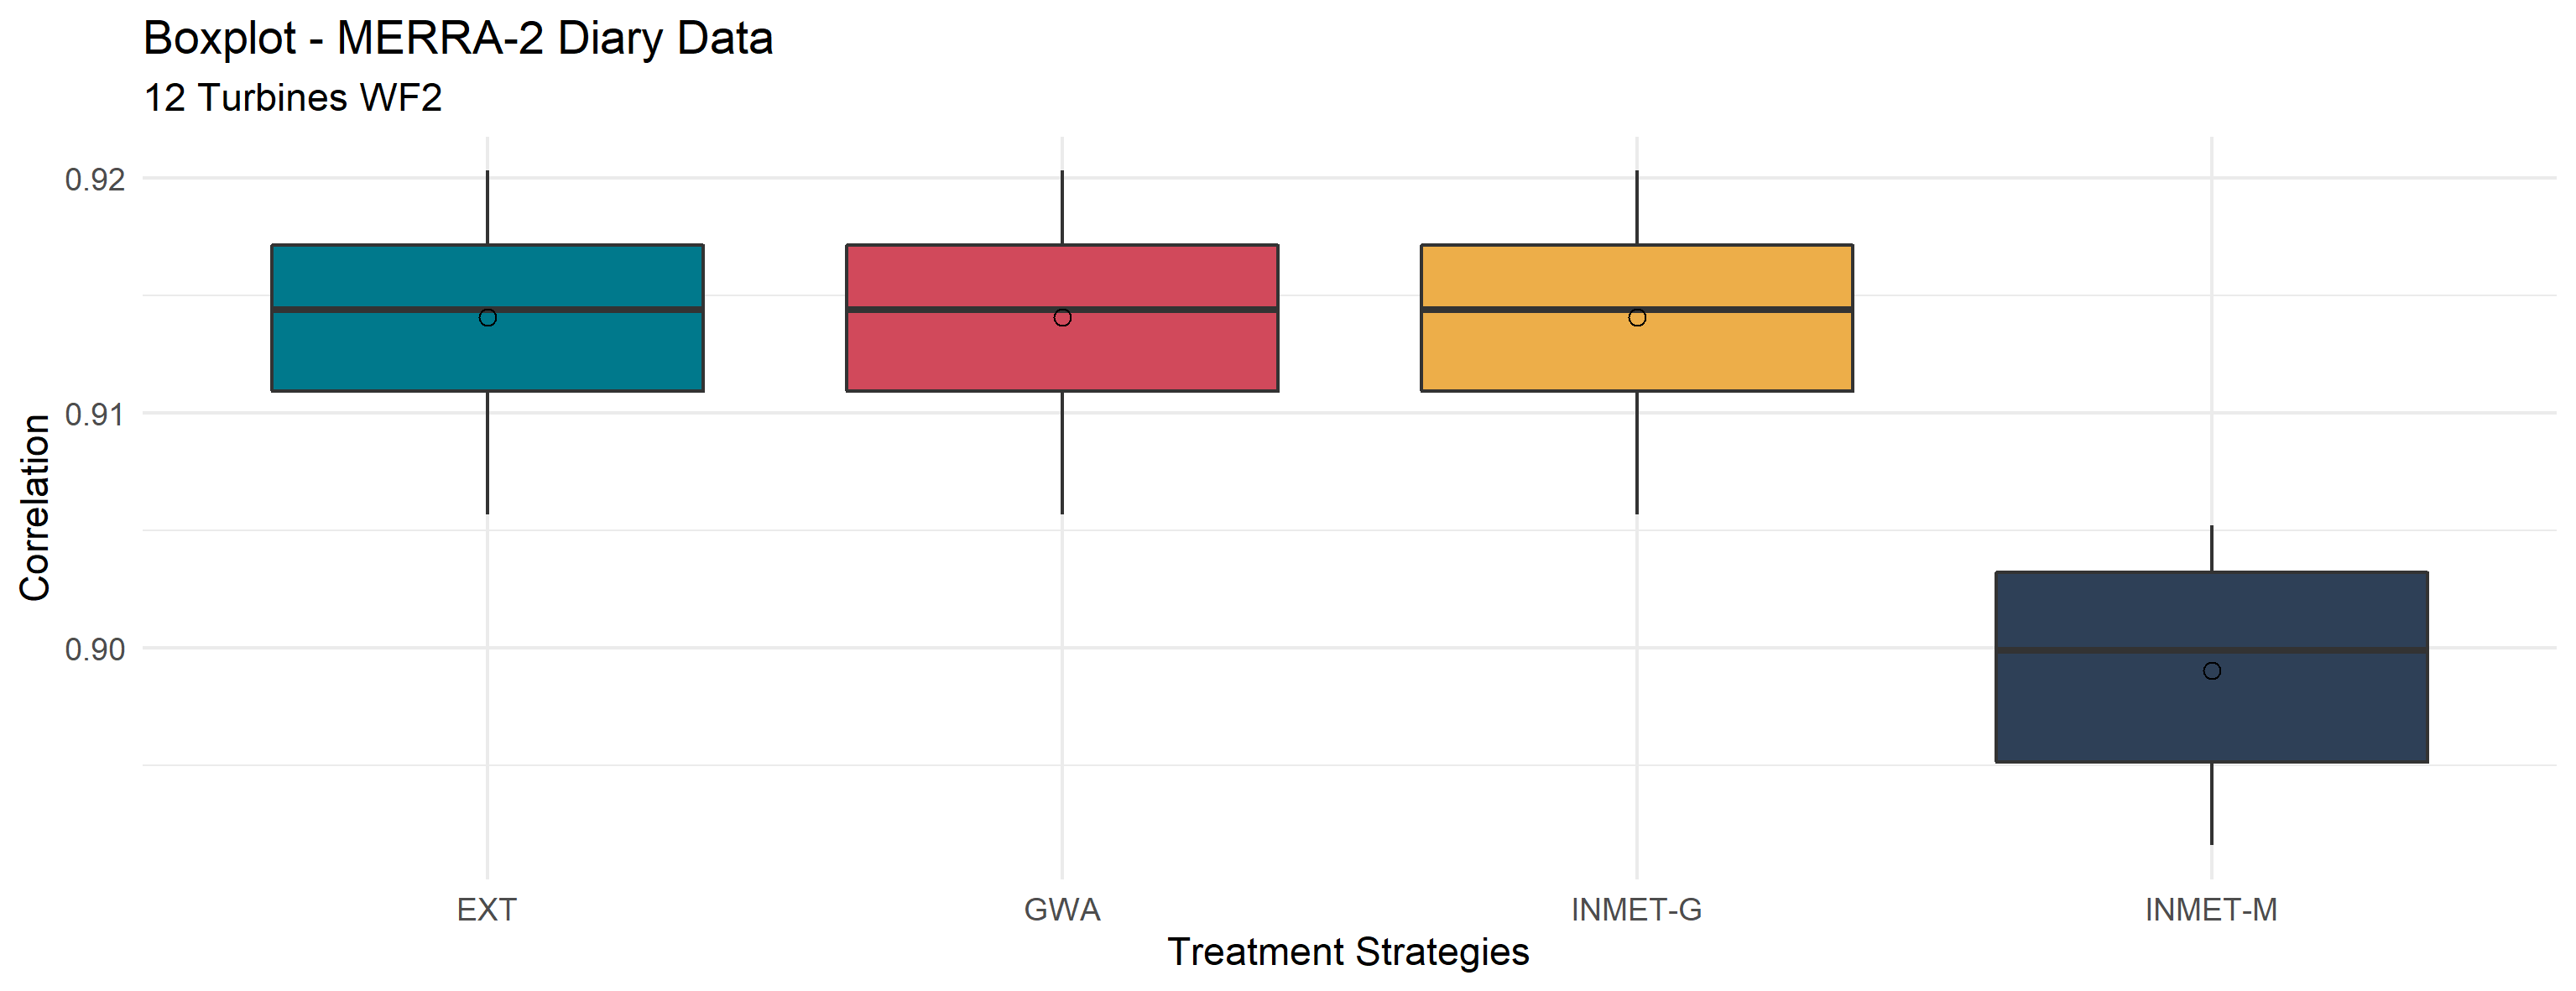 Boxplot - MERRA-2 Diary Data
12 Turbines WF2
Correlation
0.92
0.91
0.90
EXT
GWA
INMET-G
INMET-M
Treatment Strategies